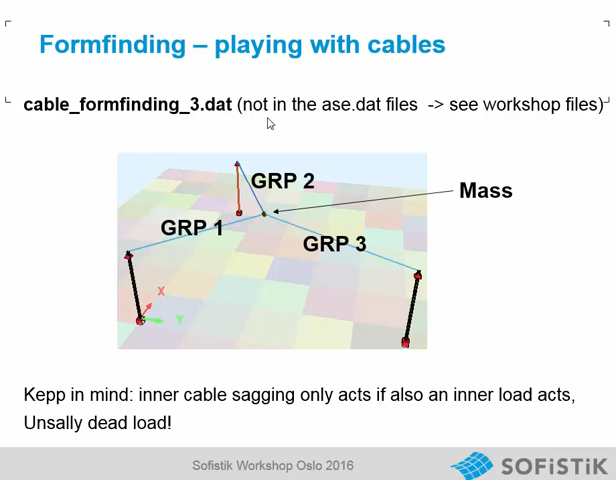 Formfinding – playing with cables
cable_formfinding_3.dat (not in the ase.dat files -> see workshop files)
GRP 2
Mass
GRP 1
GRP 3
X
Y
Kepp in mind: inner cable sagging only acts if also an inner load acts,
Unsally dead load!
Sofistik Workshop Oslo 2016
SOFiSTiK